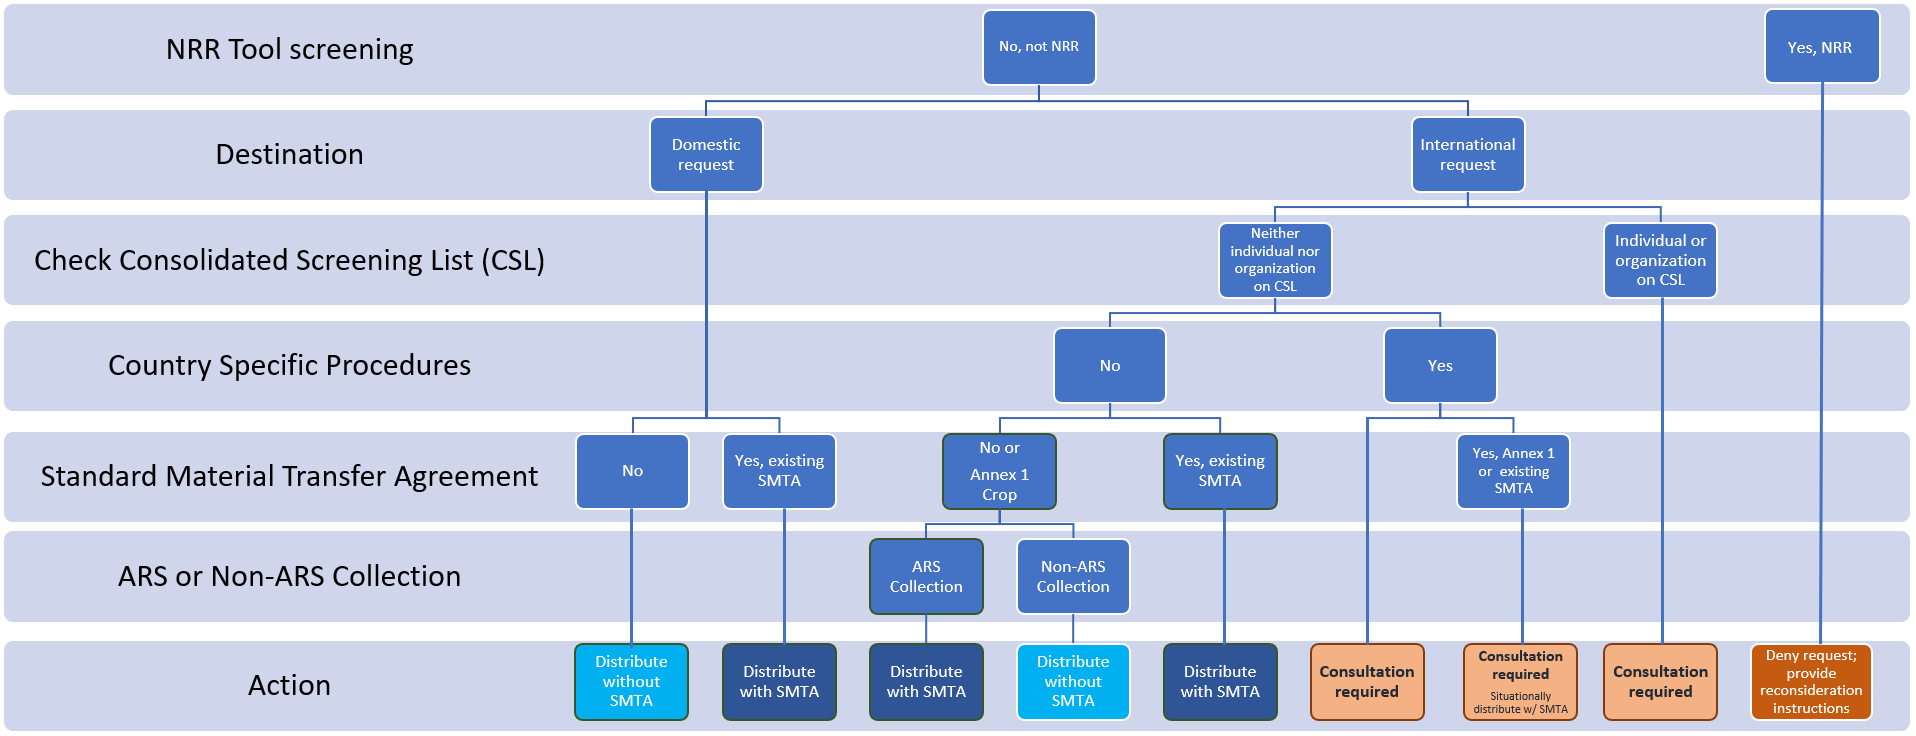 NRR Tool screening
No, not NRR
Yes, NRR
Destination
Domestic
request
International
request
Check Consolidated Screening List (CSL)
Neither
individual nor
organization
on CSL
Individual or
organization
on CSL
Country Specific Procedures
No
Yes
Standard Material Transfer Agreement
No
Yes, existing
SMTA
No or
Annex 1
Crop
Yes, existing
SMTA
Yes, Annex 1
or existing
SMTA
ARS or Non-ARS Collection
ARS
Collection
Non-ARS
Collection
Action
Distribute
without
SMTA
Distribute
with SMTA
Distribute
with SMTA
Distribute
without
SMTA
Distribute
with SMTA
Consultation
required
Consultation
required
Situationally
distribute w/ SMTA
Consultation
required
Deny request;
provide
reconsideration
instructions